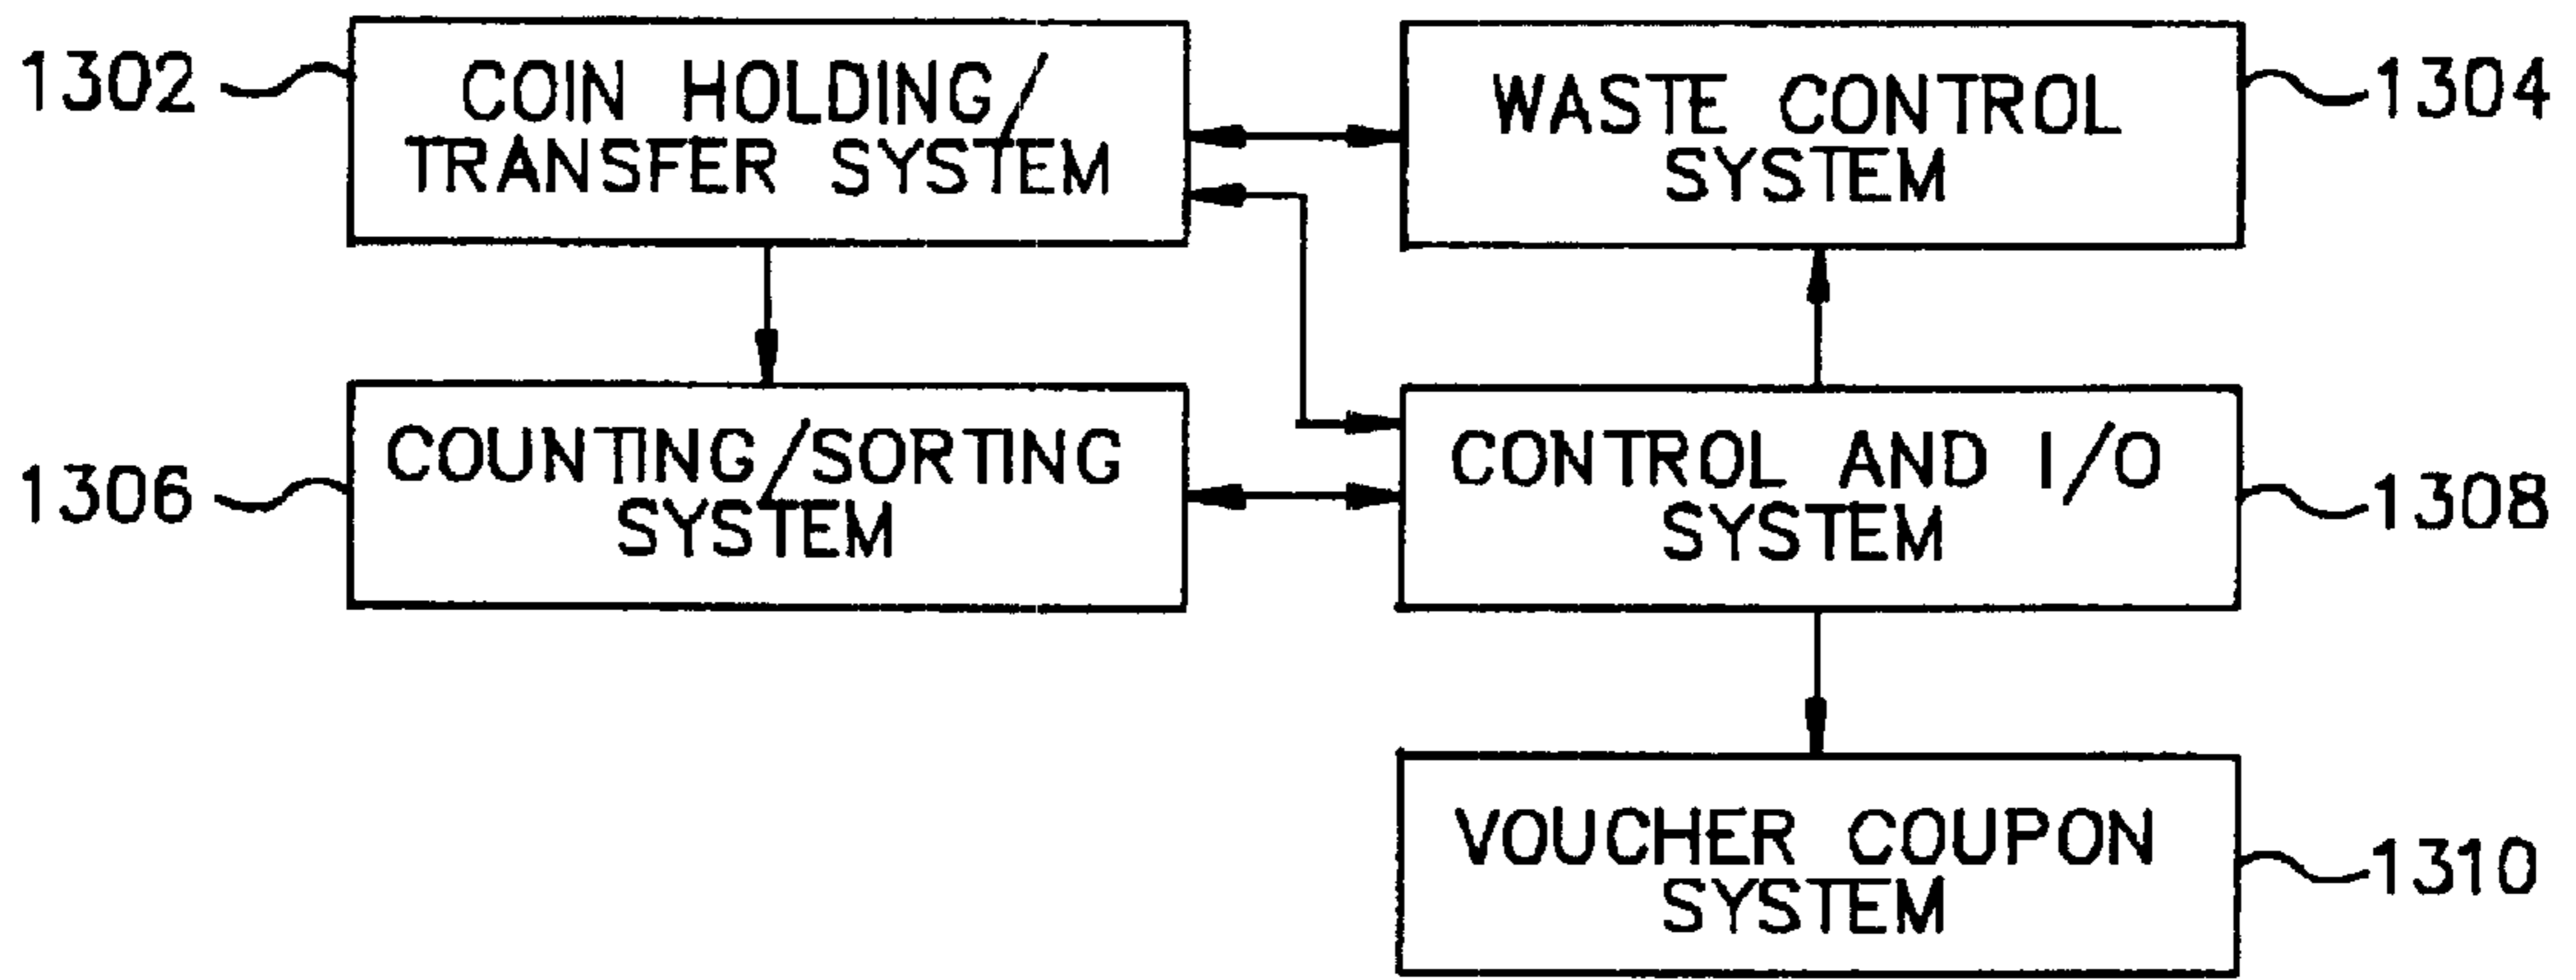 1302
COIN HOLDING/
TRANSFER SYSTEM
WASTE CONTROL
SYSTEM
1304
1306
COUNTING/SORTING
SYSTEM
CONTROL AND I/O
SYSTEM
1308
VOUCHER COUPON
SYSTEM
1310